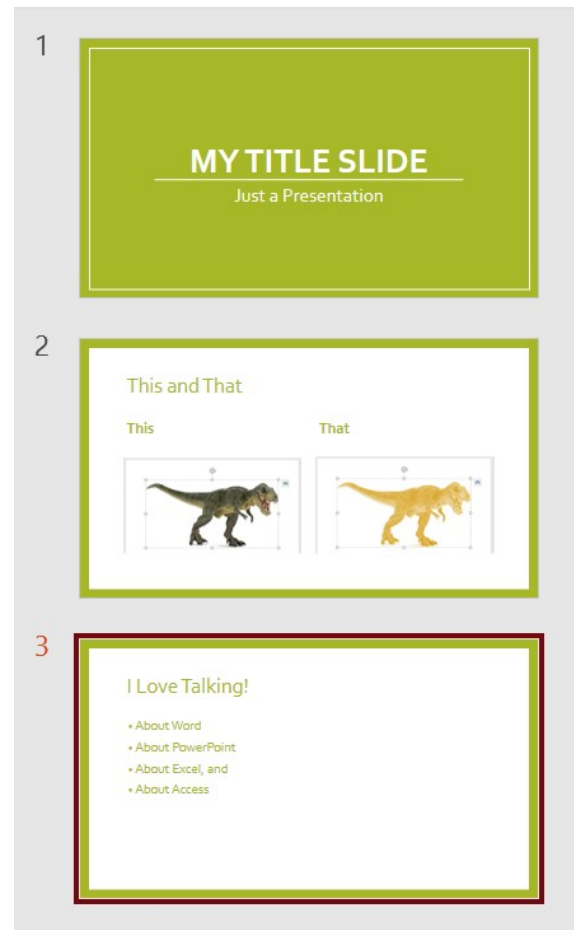 1
MY TITLE SLIDE
Just a Presentation
2
This and That
This That
3
I Love Talking!
• About Word
• About PowerPoint
• About Excel, and
• About Access